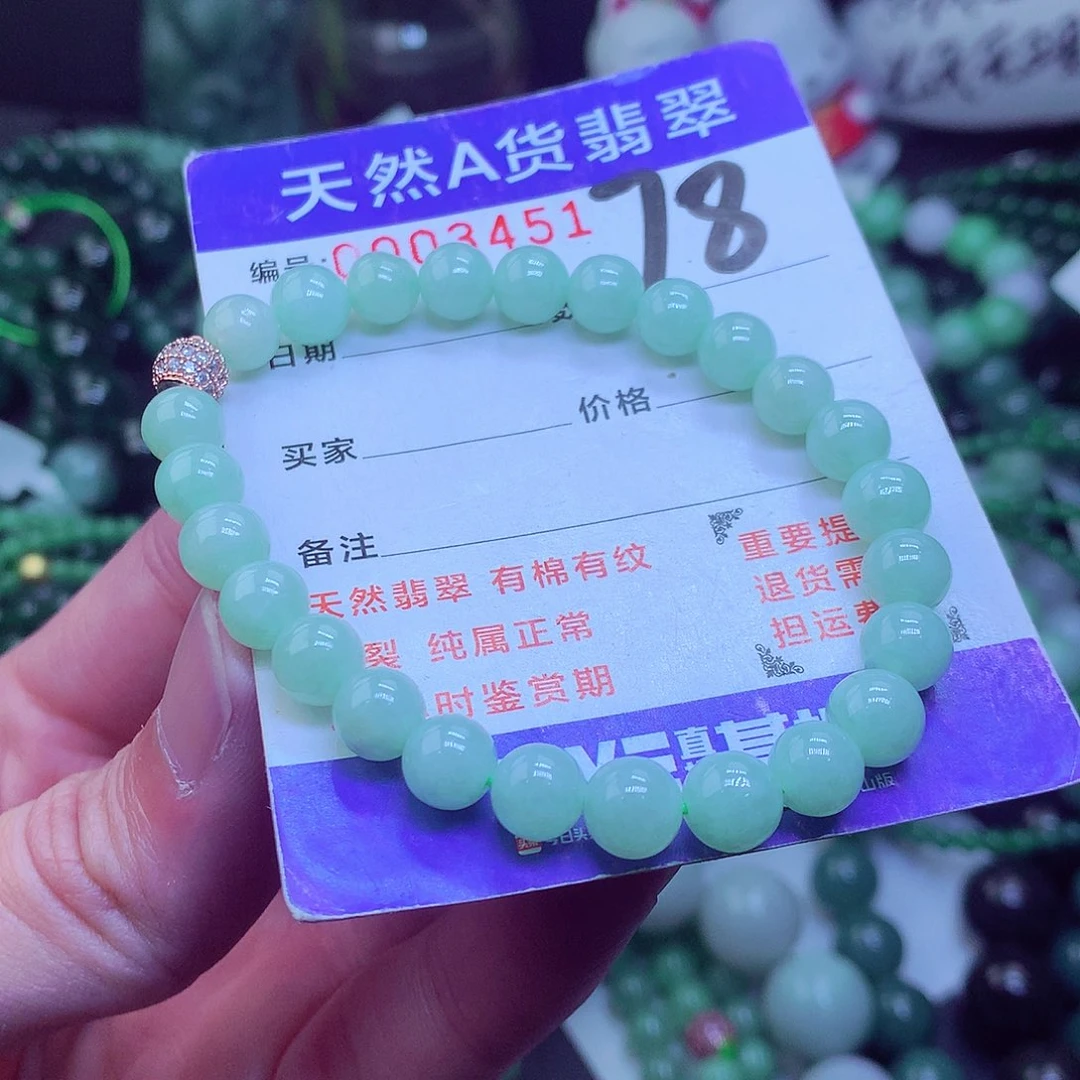 天然A货翡翠
编号:0003451
78
日期
价格
买家
备注
天然翡翠 有棉有纹
裂 纯属正常
时鉴赏期
重要提
退货需
担运费